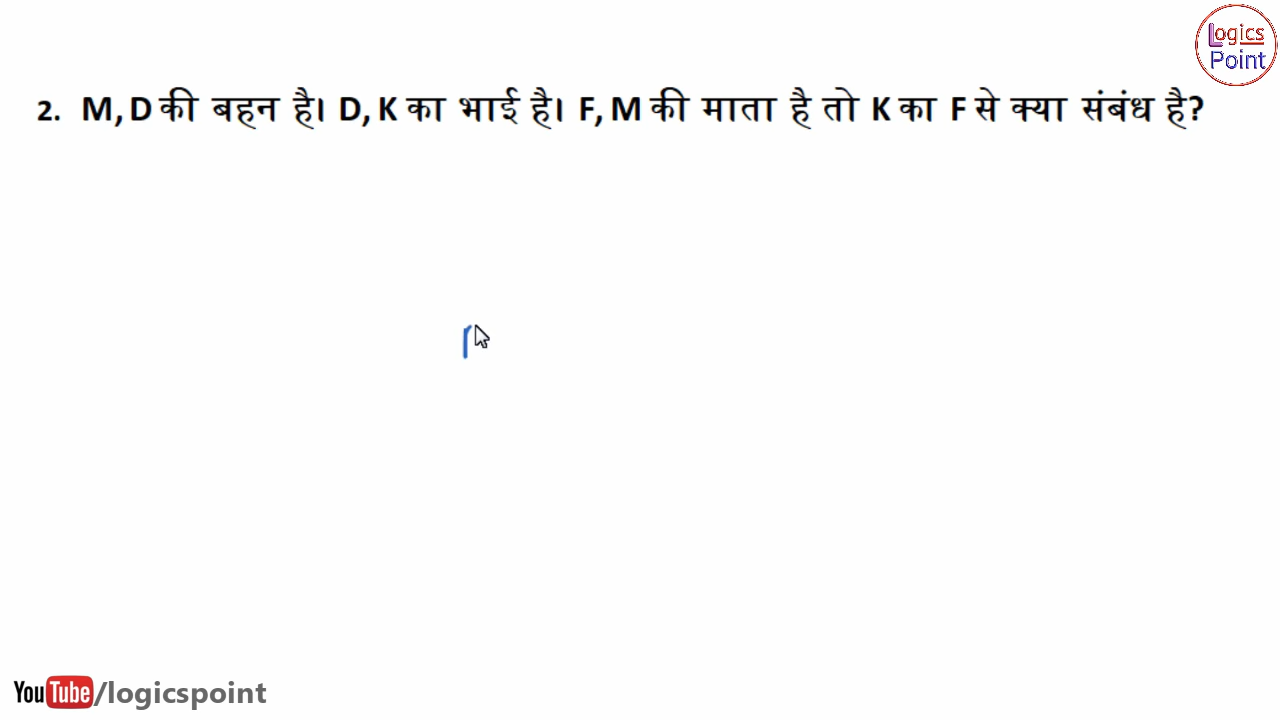 Logics
Point
2. M, D की बहन है। D, K का भाई है। F, M की माता है तो K का F से क्या संबंध है?
YouTube/logicspoint